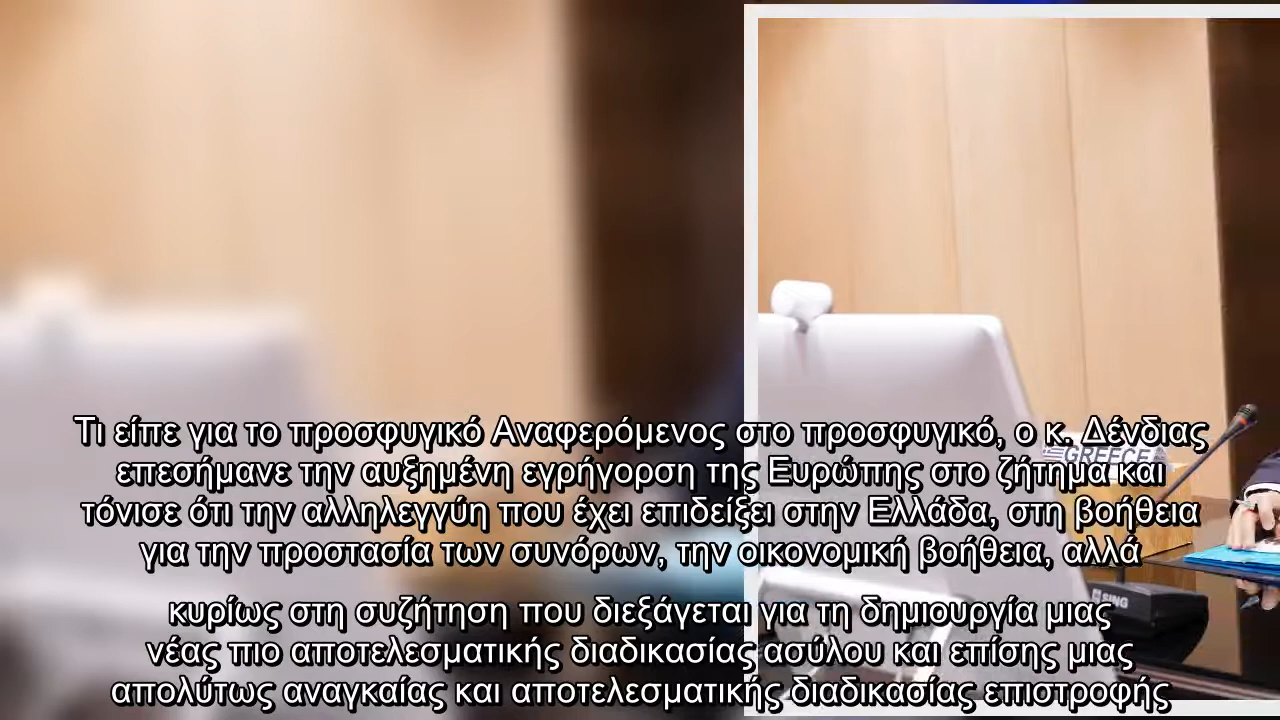 Τι είπε για το προσφυγικό Αναφερόμενος στο προσφυγικό, ο κ. Δένδιας
GREECE
επεσήμανε την αυξημένη εγρήγορση της Ευρώπης στο ζήτημα και
τόνισε ότι την αλληλεγγύη που έχει επιδείξει στην Ελλάδα, στη βοήθεια
για την προστασία των συνόρων, την οικονομική βοήθεια, αλλά
SING
κυρίως στη συζήτηση που διεξάγεται για τη δημιουργία μιας
νέας πιο αποτελεσματικής διαδικασίας ασύλου και επίσης μιας
απολύτως αναγκαίας και αποτελεσματικής διαδικασίας επιστροφής